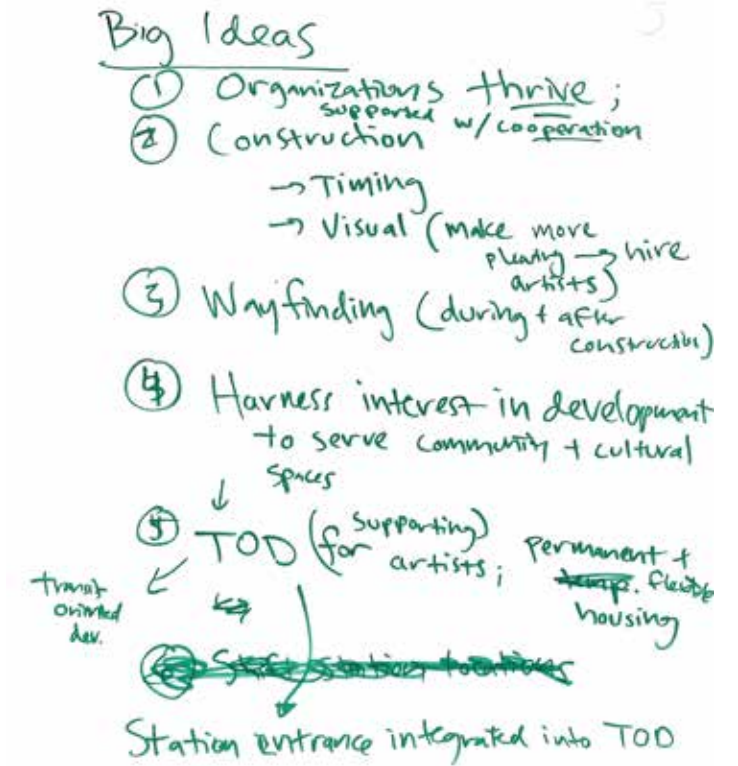 Big Ideas
① Organizations thrive;
supported w/ cooperation
② Construction
→ Timing
→ Visual (make more
pleasing → hire
artists)
③ Wayfinding (during + after
construction)
④ Harness interest in development
to serve community + cultural
spaces
↓
⑤ TOD (for supporting) artists; permanent +
flexible
housing
transit
oriented
dev.
Station entrance integrated into TOD